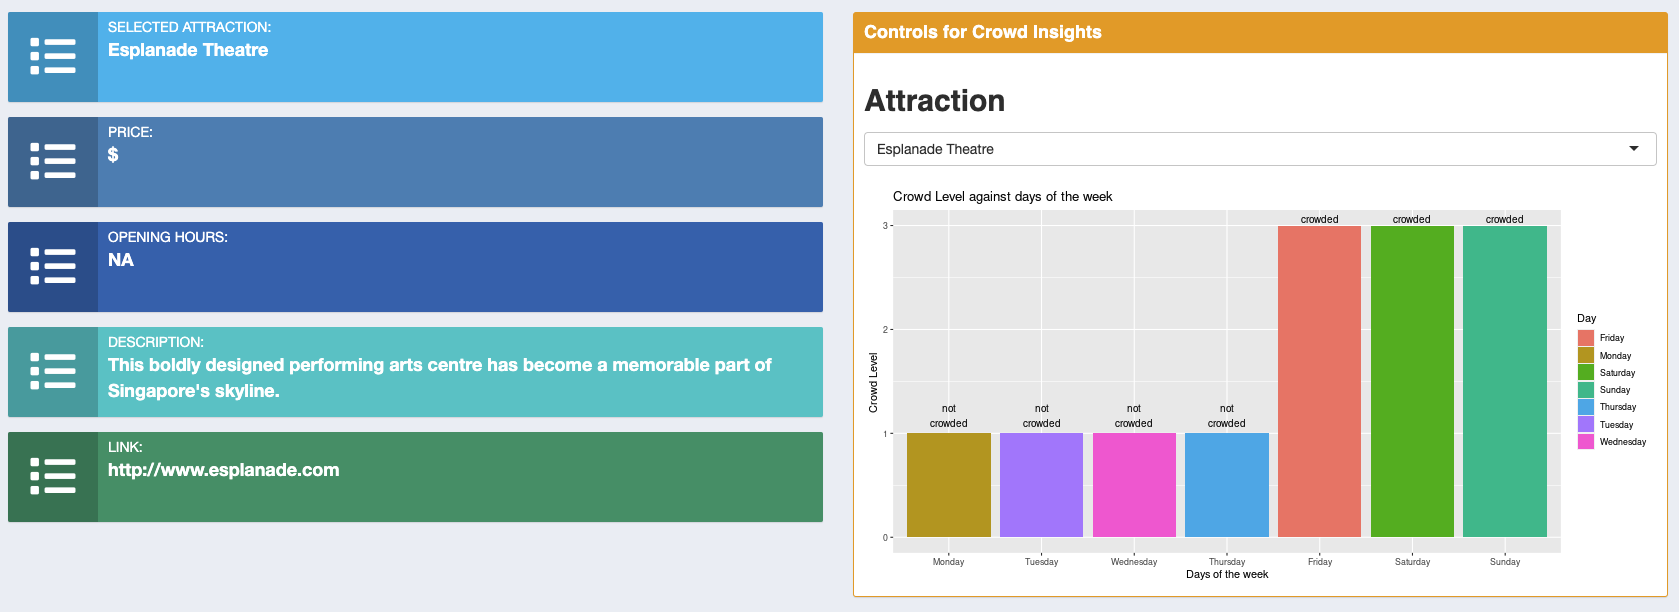 SELECTED ATTRACTION:
Esplanade Theatre
PRICE:
$
OPENING HOURS:
NA
DESCRIPTION:
This boldly designed performing arts centre has become a memorable part of
Singapore's skyline.
LINK:
http://www.esplanade.com
Controls for Crowd Insights
Attraction
Esplanade Theatre
Crowd Level against days of the week
crowded crowded crowded
not not not not
crowded crowded crowded crowded
3
2
1
0
Crowd Level
Monday Tuesday Wednesday Thursday Friday Saturday Sunday
Days of the week
Day
Friday
Monday
Saturday
Sunday
Thursday
Tuesday
Wednesday